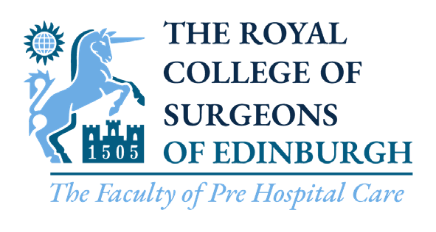 THE ROYAL
COLLEGE OF
SURGEONS
OF EDINBURGH
1505
The Faculty of Pre Hospital Care